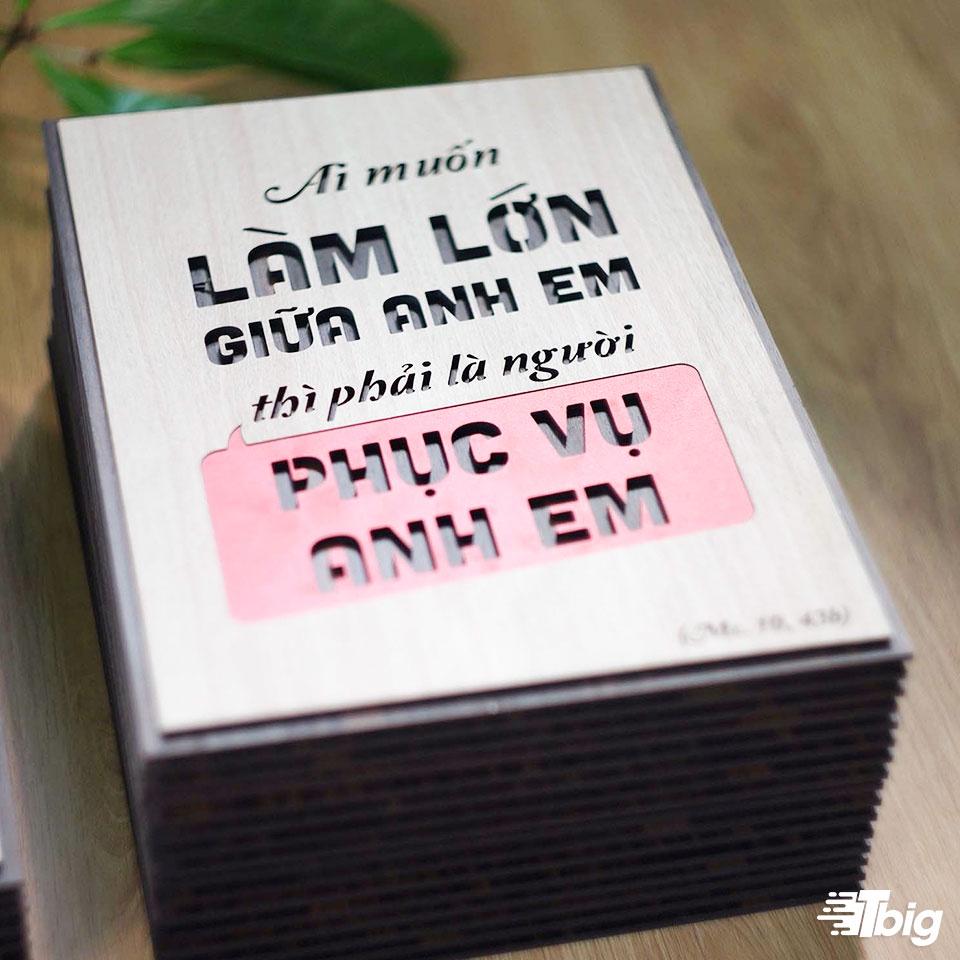 Ai muốn
LÀM LỚN
GIỮA ANH EM
thì phải là người
PHỤC VỤ
ANH EM
(Mc. 10, 43b)
Tbig